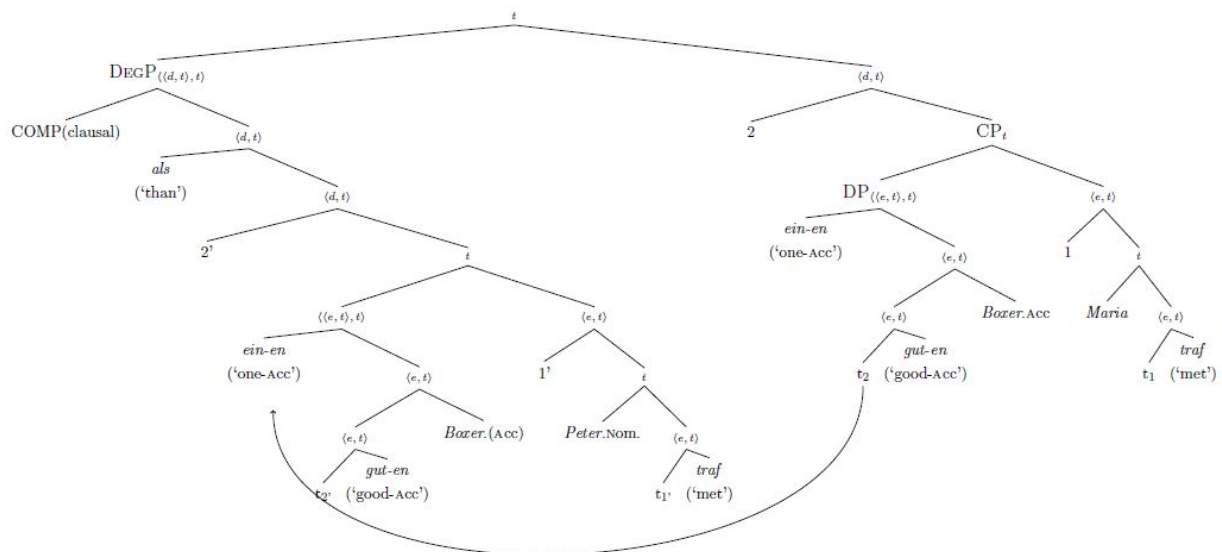 t
DEGP⟨⟨d, t⟩, t⟩ ⟨d, t⟩
COMP(clausal) ⟨d, t⟩ 2 CPt
als
('than') ⟨d, t⟩ DP⟨⟨e, t⟩, t⟩ ⟨e, t⟩
2' t ein-en
('one-ACC') ⟨e, t⟩ 1 t
⟨⟨e, t⟩, t⟩ ⟨e, t⟩ ⟨e, t⟩ Boxer.ACC Maria ⟨e, t⟩
ein-en
('one-ACC') ⟨e, t⟩ 1' t t2 gut-en
('good-ACC') t1 traf
('met')
⟨e, t⟩ Boxer.(ACC) Peter.NOM. ⟨e, t⟩
t2' gut-en
('good-ACC') t1' traf
('met')